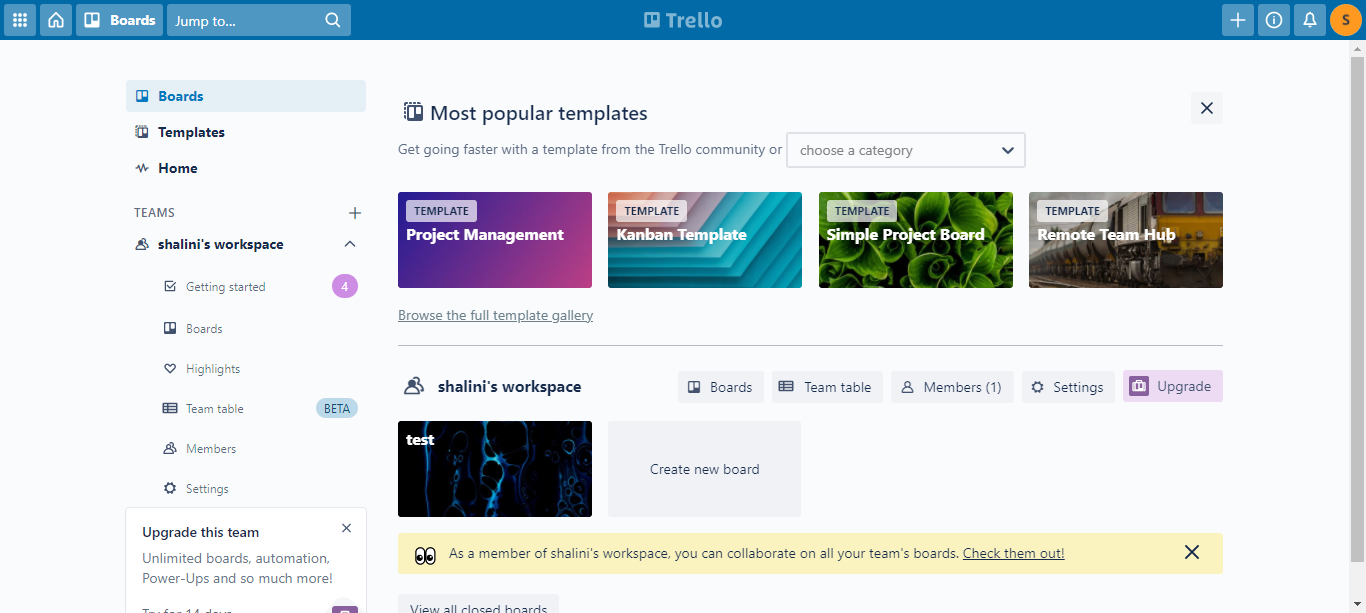 Boards
Jump to...
Trello
S
Boards
Templates
Home
TEAMS
shalini's workspace
Getting started
4
Boards
Highlights
Team table
BETA
Members
Settings
Upgrade this team
Unlimited boards, automation,
Power-Ups and so much more!
Try for 14 days
Most popular templates
Get going faster with a template from the Trello community or
choose a category
TEMPLATE
Project Management
TEMPLATE
Kanban Template
TEMPLATE
Simple Project Board
TEMPLATE
Remote Team Hub
Browse the full template gallery
shalini's workspace
Boards
Team table
Members (1)
Settings
Upgrade
test
Create new board
As a member of shalini's workspace, you can collaborate on all your team's boards. Check them out!
View all closed boards